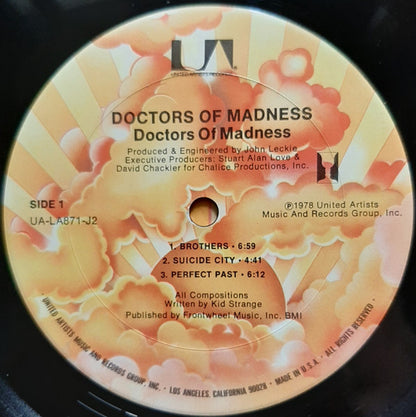 UA
UNITED ARTISTS RECORDS
DOCTORS OF MADNESS
Doctors Of Madness
Produced & Engineered by John Leckie
Executive Producers: Stuart Alan Love &
David Chackler for Chalice Productions, Inc.
SIDE 1
UA-LA871-J2
℗1978 United Artists
Music And Records Group, Inc.
1. BROTHERS • 6:59
2. SUICIDE CITY • 4:41
3. PERFECT PAST • 6:12
All Compositions
Written by Kid Strange
Published by Frontwheel Music, Inc. BMI
UNITED ARTISTS MUSIC AND RECORDS GROUP, INC. • LOS ANGELES, CALIFORNIA 90028 • MADE IN U.S.A. • ALL RIGHTS RESERVED •